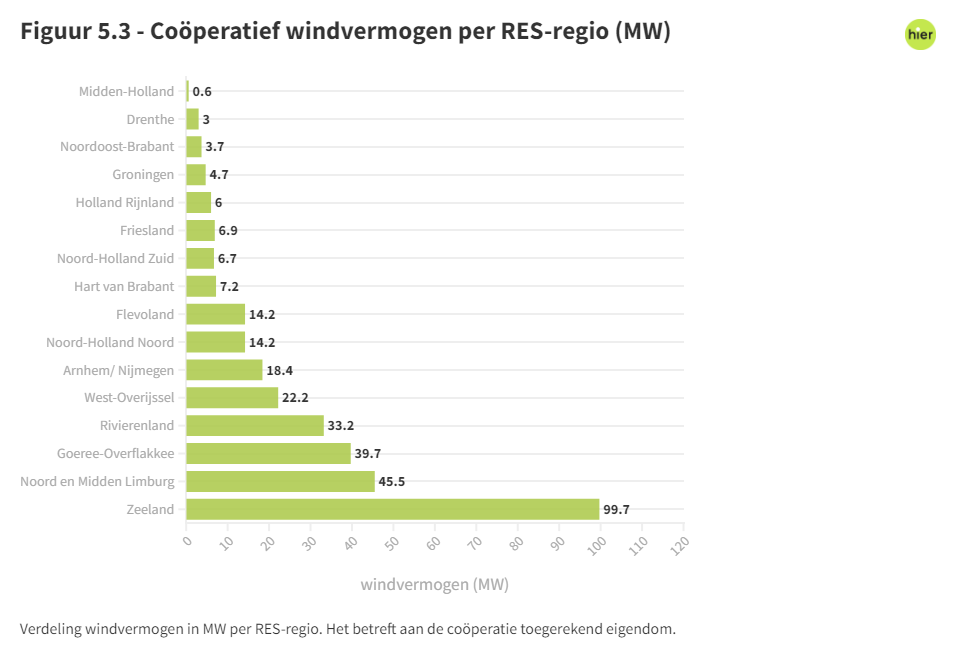 Figuur 5.3 - Coöperatief windvermogen per RES-regio (MW)
hier
Midden-Holland 0.6
Drenthe 3
Noordoost-Brabant 3.7
Groningen 4.7
Holland Rijnland 6
Friesland 6.9
Noord-Holland Zuid 6.7
Hart van Brabant 7.2
Flevoland 14.2
Noord-Holland Noord 14.2
Arnhem/ Nijmegen 18.4
West-Overijssel 22.2
Rivierenland 33.2
Goeree-Overflakkee 39.7
Noord en Midden Limburg 45.5
Zeeland 99.7
0 10 20 30 40 50 60 70 80 90 100 110 120
windvermogen (MW)
Verdeling windvermogen in MW per RES-regio. Het betreft aan de coöperatie toegerekend eigendom.